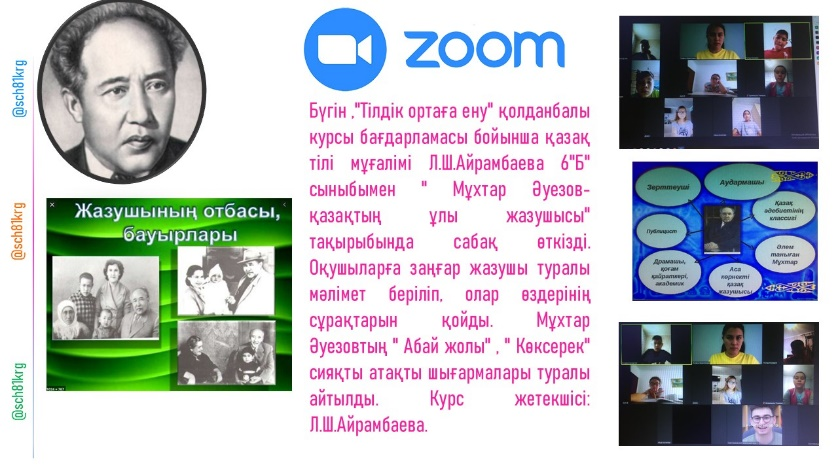 @sch81krg
@sch81krg
@sch81krg
Жазушының отбасы,
бауырлары
zoom
Бүгін ,"Тілдік ортаға ену" қолданбалы
курсы бағдарламасы бойынша қазақ
тілі мұғалімі Л.Ш.Айрамбаева 6"Б"
сыныбымен " Мұхтар Әуезов-
қазақтың ұлы жазушысы"
тақырыбында сабақ өткізді.
Оқушыларға заңғар жазушы туралы
мәлімет беріліп, олар өздерінің
сұрақтарын қойды. Мұхтар
Әуезовтың " Абай жолы" , " Көксерек"
сияқты атақты шығармалары туралы
айтылды. Курс жетекшісі:
Л.Ш.Айрамбаева.
Зерттеуші
Аудармашы
Қазақ
әдебиетінің
классигі
Публицист
Әлем
таныған
Мұхтар
Драмашы,
қоғам
қайраткері,
академик
Аса
көрнекті
қазақ
жазушысы